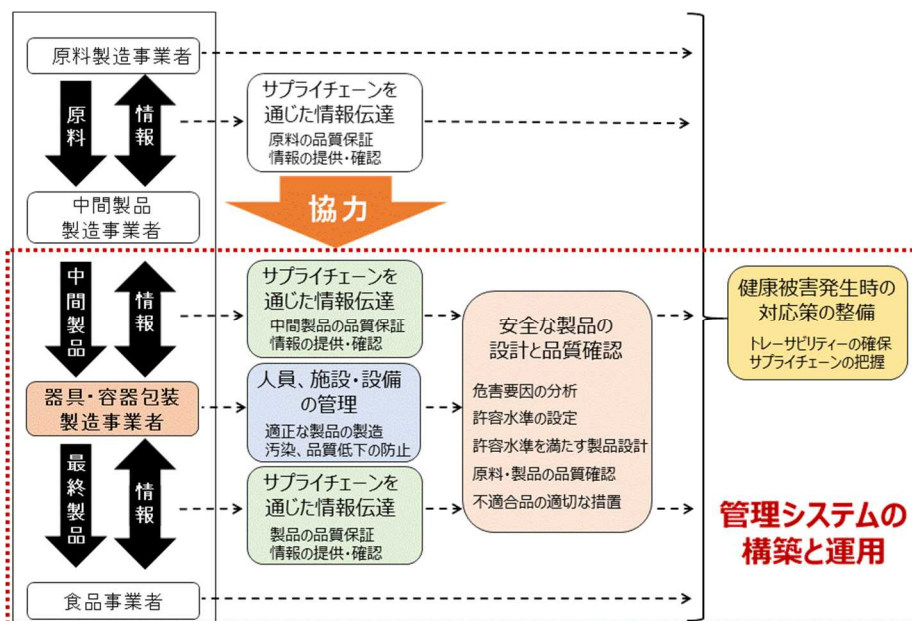 原料製造事業者
原料
情報
サプライチェーンを
通じた情報伝達
原料の品質保証
情報の提供・確認
中間製品
製造事業者
協力
中間製品
情報
サプライチェーンを
通じた情報伝達
中間製品の品質保証
情報の提供・確認
器具・容器包装
製造事業者
人員、施設・設備
の管理
適正な製品の製造
汚染、品質低下の防止
最終製品
情報
サプライチェーンを
通じた情報伝達
製品の品質保証
情報の提供・確認
食品事業者
安全な製品の
設計と品質確認
危害要因の分析
許容水準の設定
許容水準を満たす製品設計
原料・製品の品質確認
不適合品の適切な措置
健康被害発生時の
対応策の整備
トレーサビリティーの確保
サプライチェーンの把握
管理システムの
構築と運用